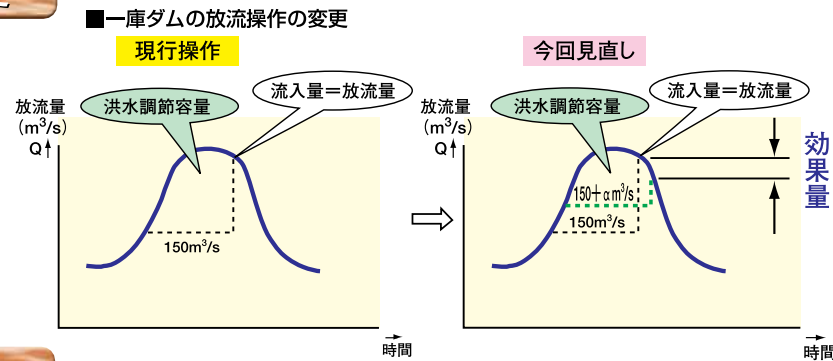 ■一庫ダムの放流操作の変更
現行操作
放流量
(m³/s)
Q↑
洪水調節容量
流入量=放流量
150m³/s
時間
今回見直し
放流量
(m³/s)
Q↑
洪水調節容量
流入量=放流量
150+αm³/s
150m³/s
効果量
時間